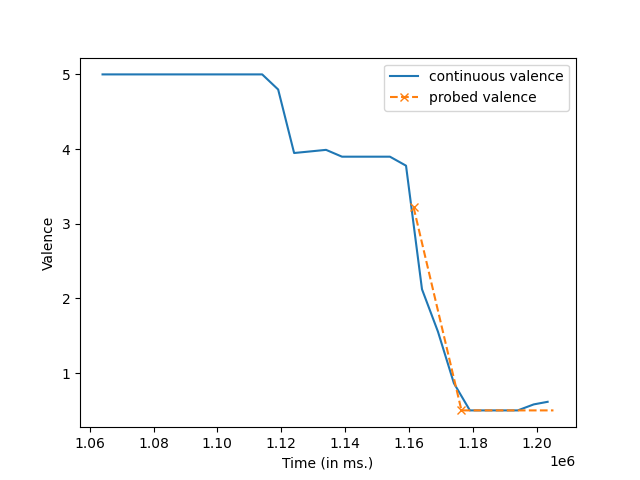 continuous valence
probed valence
5
4
3
2
1
Valence
1.06
1.08
1.10
1.12
1.14
1.16
1.18
1.20
1e6
Time (in ms.)